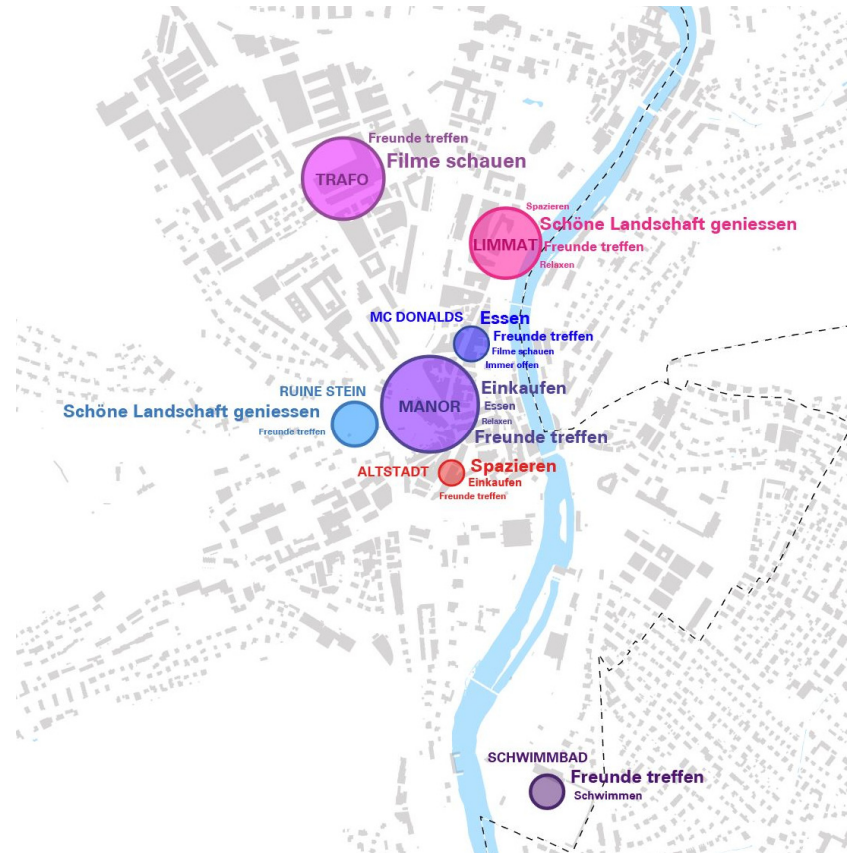 Freunde treffen
Filme schauen
TRAFO
Spazieren
Schöne Landschaft geniessen
LIMMAT
Freunde treffen
Relaxen
MC DONALDS
Essen
Freunde treffen
Filme schauen
Immer offen
RUINE STEIN
Schöne Landschaft geniessen
Freunde treffen
MANOR
Einkaufen
Essen
Relaxen
Freunde treffen
ALTSTADT
Spazieren
Einkaufen
Freunde treffen
SCHWIMMBAD
Freunde treffen
Schwimmen